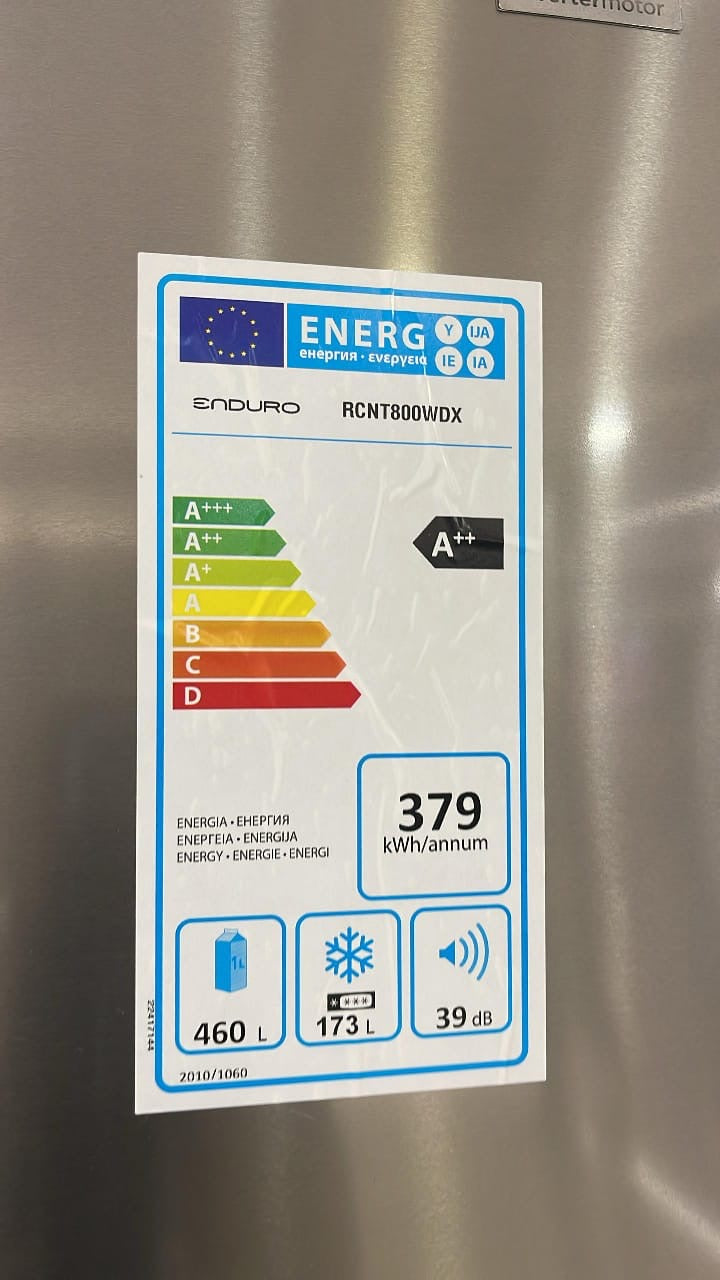 ENERG Y IJA
енергия · ενεργεια IE IA
ENDURO RCNT800WDX
A+++
A++
A++
A+
A
B
C
D
379
kWh/annum
ENERGIA · ЕНЕРГИЯ
ΕΝΕΡΓΕΙΑ · ENERGIJA
ENERGY · ENERGIE · ENERGI
1L
460 L
173 L
39 dB
22417144
2010/1060